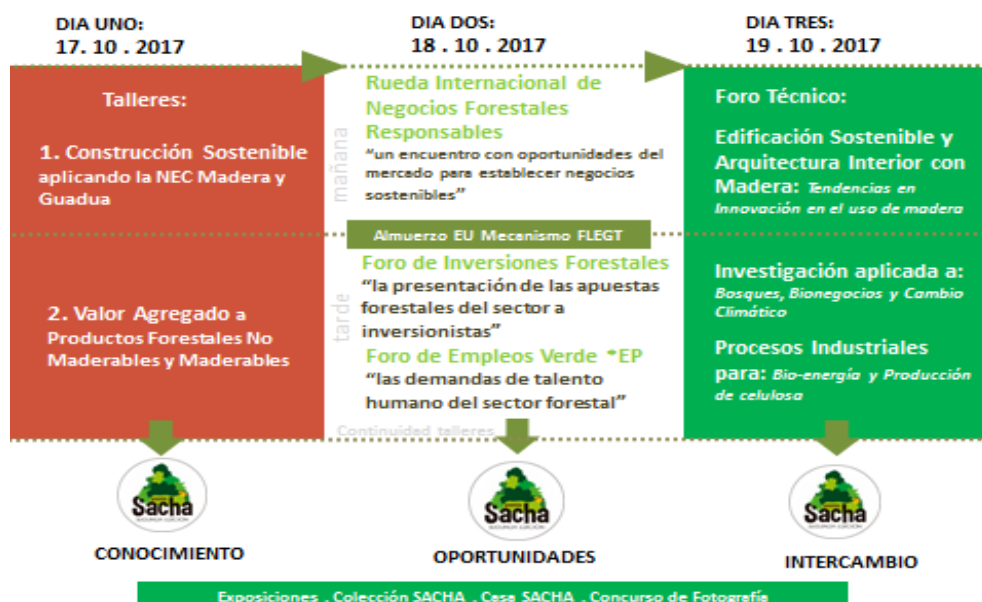 DIA UNO:
17. 10 . 2017
Talleres:
1. Construcción Sostenible
aplicando la NEC Madera y
Guadua
2. Valor Agregado a
Productos Forestales No
Maderables y Maderables
CONOCIMIENTO
DIA DOS:
18 . 10 . 2017
mañana
Rueda Internacional de
Negocios Forestales
Responsables
“un encuentro con oportunidades del
mercado para establecer negocios
sostenibles”
Almuerzo EU Mecanismo FLEGT
tarde
Foro de Inversiones Forestales
“la presentación de las apuestas
forestales del sector a
inversionistas”
Foro de Empleos Verde *EP
“las demandas de talento
humano del sector forestal”
Continuidad talleres
OPORTUNIDADES
DIA TRES:
19 . 10 . 2017
Foro Técnico:
Edificación Sostenible y
Arquitectura Interior con
Madera: Tendencias en
Innovación en el uso de madera
Investigación aplicada a:
Bosques, Bionegocios y Cambio
Climático
Procesos Industriales
para: Bio-energía y Producción
de celulosa
INTERCAMBIO
Sacha
Sacha
Sacha
Exposiciones . Colección SACHA . Casa SACHA . Concurso de Fotografía